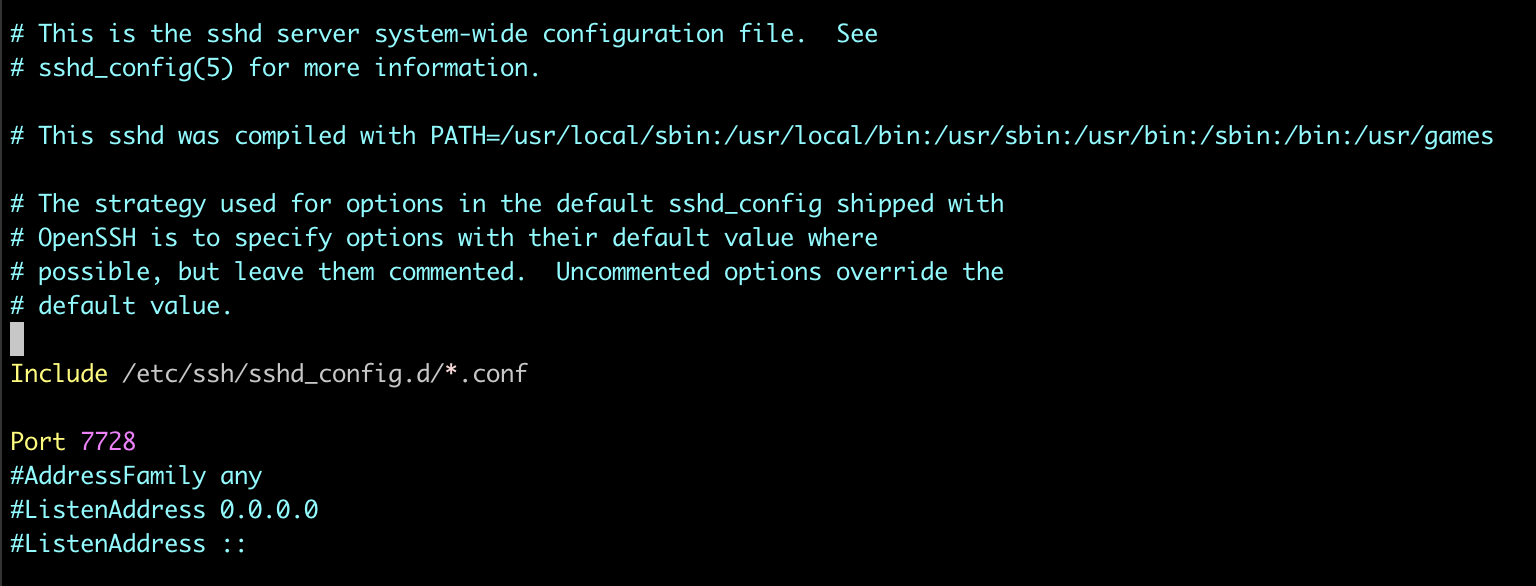 # This is the sshd server system-wide configuration file.  See
# sshd_config(5) for more information.
# This sshd was compiled with PATH=/usr/local/sbin:/usr/local/bin:/usr/sbin:/usr/bin:/sbin:/bin:/usr/games
# The strategy used for options in the default sshd_config shipped with
# OpenSSH is to specify options with their default value where
# possible, but leave them commented.  Uncommented options override the
# default value.
Include /etc/ssh/sshd_config.d/*.conf
Port 7728
#AddressFamily any
#ListenAddress 0.0.0.0
#ListenAddress ::